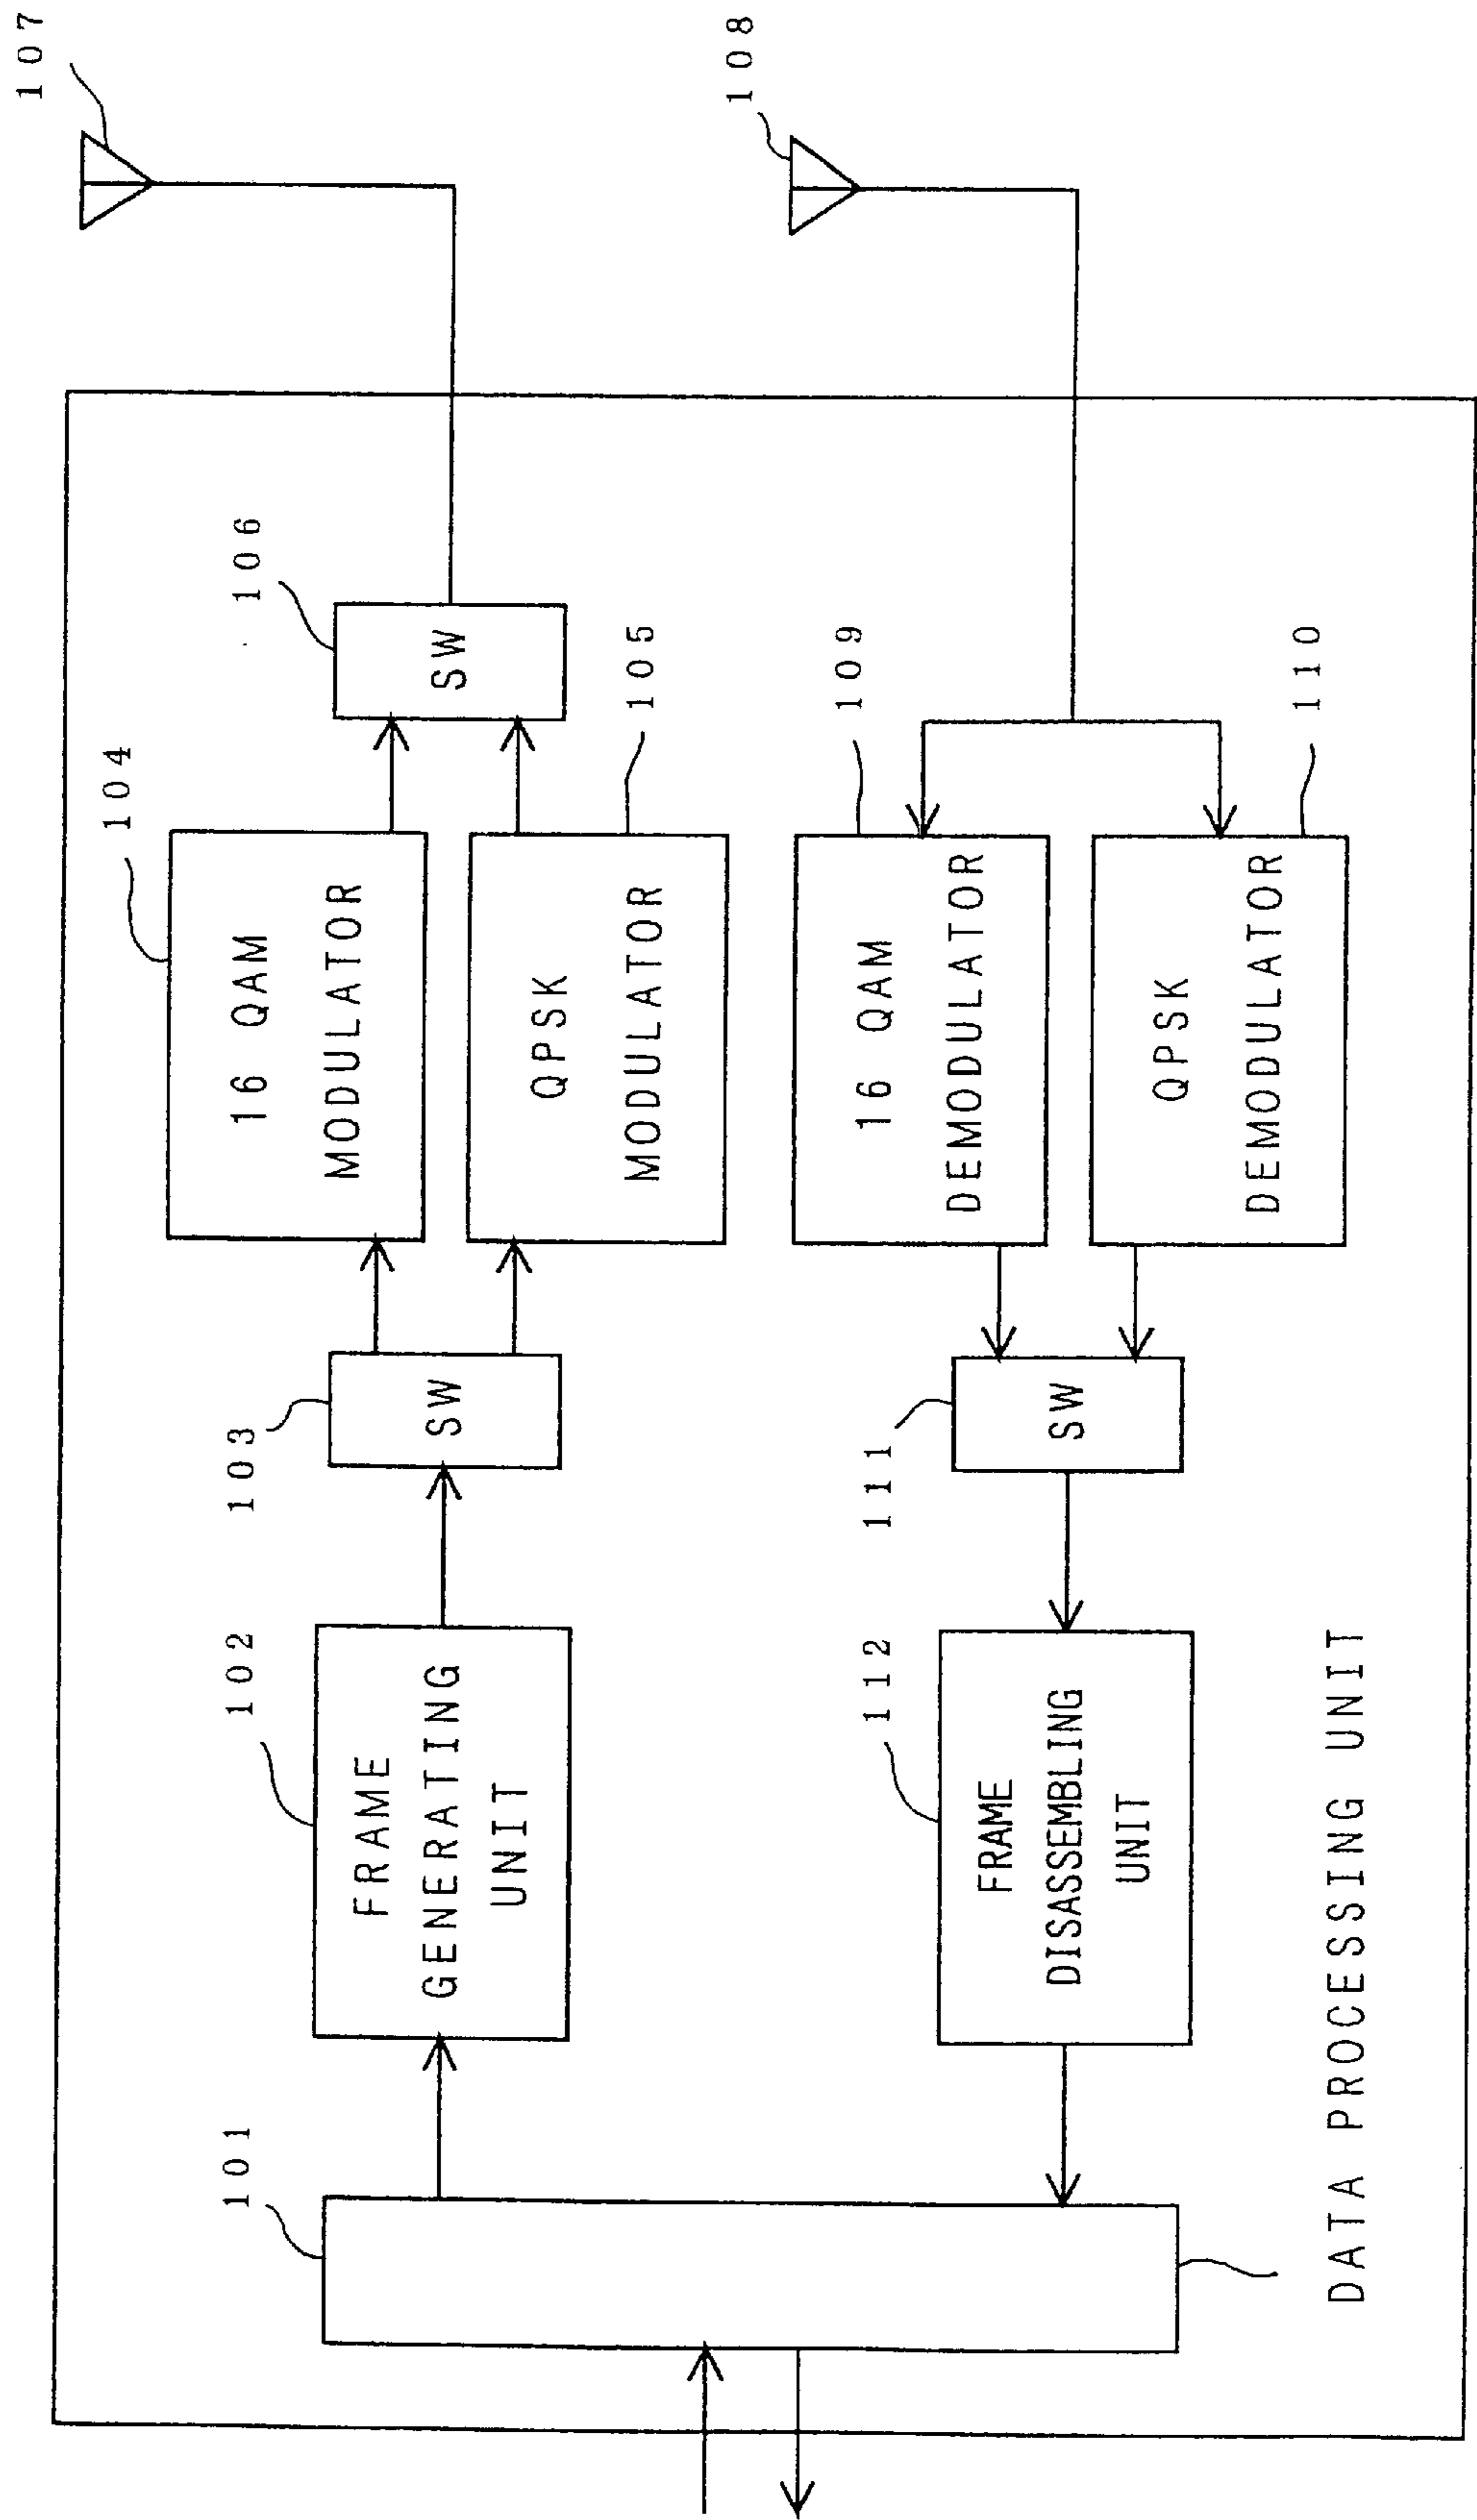 107
104
106
16 QAM
MODULATOR
103
SW
SW
102
FRAME
GENERATING
UNIT
QPSK
MODULATOR
105
101
108
109
16 QAM
DEMODULATOR
111
SW
112
FRAME
DISASSEMBLING
UNIT
QPSK
DEMODULATOR
110
DATA PROCESSING UNIT